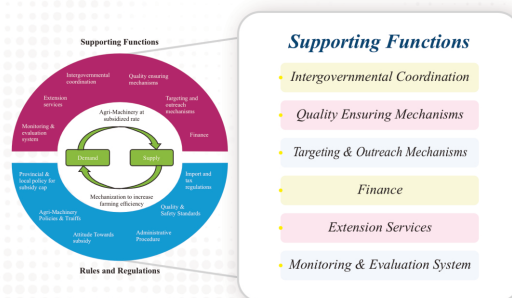 Supporting Functions
Intergovernmental
coordination
Quality ensuring
mechanisms
Extension
services
Targeting and
outreach
mechanisms
Monitoring &
evaluation
system
Finance
Agri-Machinery at
subsidized rate
Demand
Supply
Mechanization to increase
farming efficiency
Provincial &
local policy for
subsidy cap
Import and
tax
regulations
Agri-Machinery
Policies & Traiffs
Quality &
Safety Standards
Attitude Towards
subsidy
Administrative
Procedure
Rules and Regulations
Supporting Functions
Intergovernmental Coordination
Quality Ensuring Mechanisms
Targeting & Outreach Mechanisms
Finance
Extension Services
Monitoring & Evaluation System